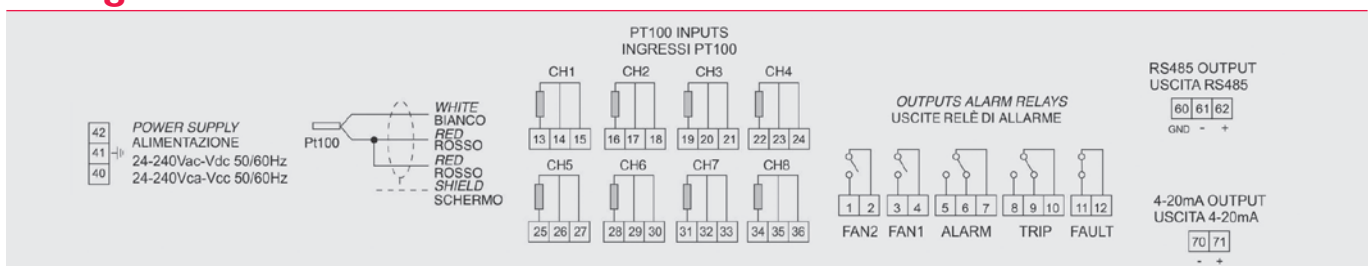 PT100 INPUTS
INGRESSI PT100
CH1 CH2 CH3 CH4
13 14 15 16 17 18 19 20 21 22 23 24
CH5 CH6 CH7 CH8
25 26 27 28 29 30 31 32 33 34 35 36
42
41
40
POWER SUPPLY
ALIMENTAZIONE
24-240Vac-Vdc 50/60Hz
24-240Vca-Vcc 50/60Hz
Pt100
WHITE
BIANCO
RED
ROSSO
RED
ROSSO
SHIELD
SCHERMO
r
OUTPUTS ALARM RELAYS
USCITE RELÈ DI ALLARME
1 2 3 4 5 6 7 8 9 10 11 12
FAN2 FAN1 ALARM TRIP FAULT
RS485 OUTPUT
USCITA RS485
60 61 62
GND - +
4-20mA OUTPUT
USCITA 4-20mA
70 71
- +